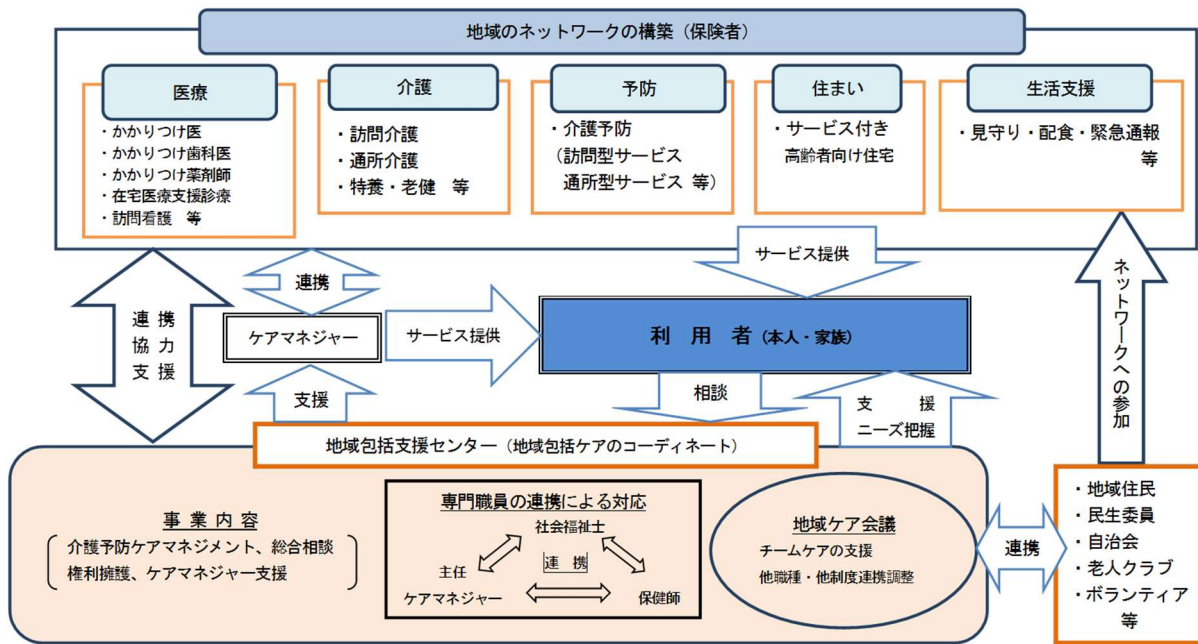 地域のネットワークの構築（保険者）
医療
・かかりつけ医
・かかりつけ歯科医
・かかりつけ薬剤師
・在宅医療支援診療
・訪問看護　等
介護
・訪問介護
・通所介護
・特養・老健　等
予防
・介護予防
（訪問型サービス
通所型サービス 等）
住まい
・サービス付き
高齢者向け住宅
生活支援
・見守り・配食・緊急通報
等
連携
協力
支援
連携
サービス提供
ケアマネジャー
サービス提供
利　用　者（本人・家族）
ネットワークへの参加
支援
相談
支　援
ニーズ把握
地域包括支援センター（地域包括ケアのコーディネート）
事業内容
介護予防ケアマネジメント、総合相談
権利擁護、ケアマネジャー支援
専門職員の連携による対応
社会福祉士
連　携
主任
ケアマネジャー
保健師
地域ケア会議
チームケアの支援
他職種・他制度連携調整
連携
・地域住民
・民生委員
・自治会
・老人クラブ
・ボランティア
等